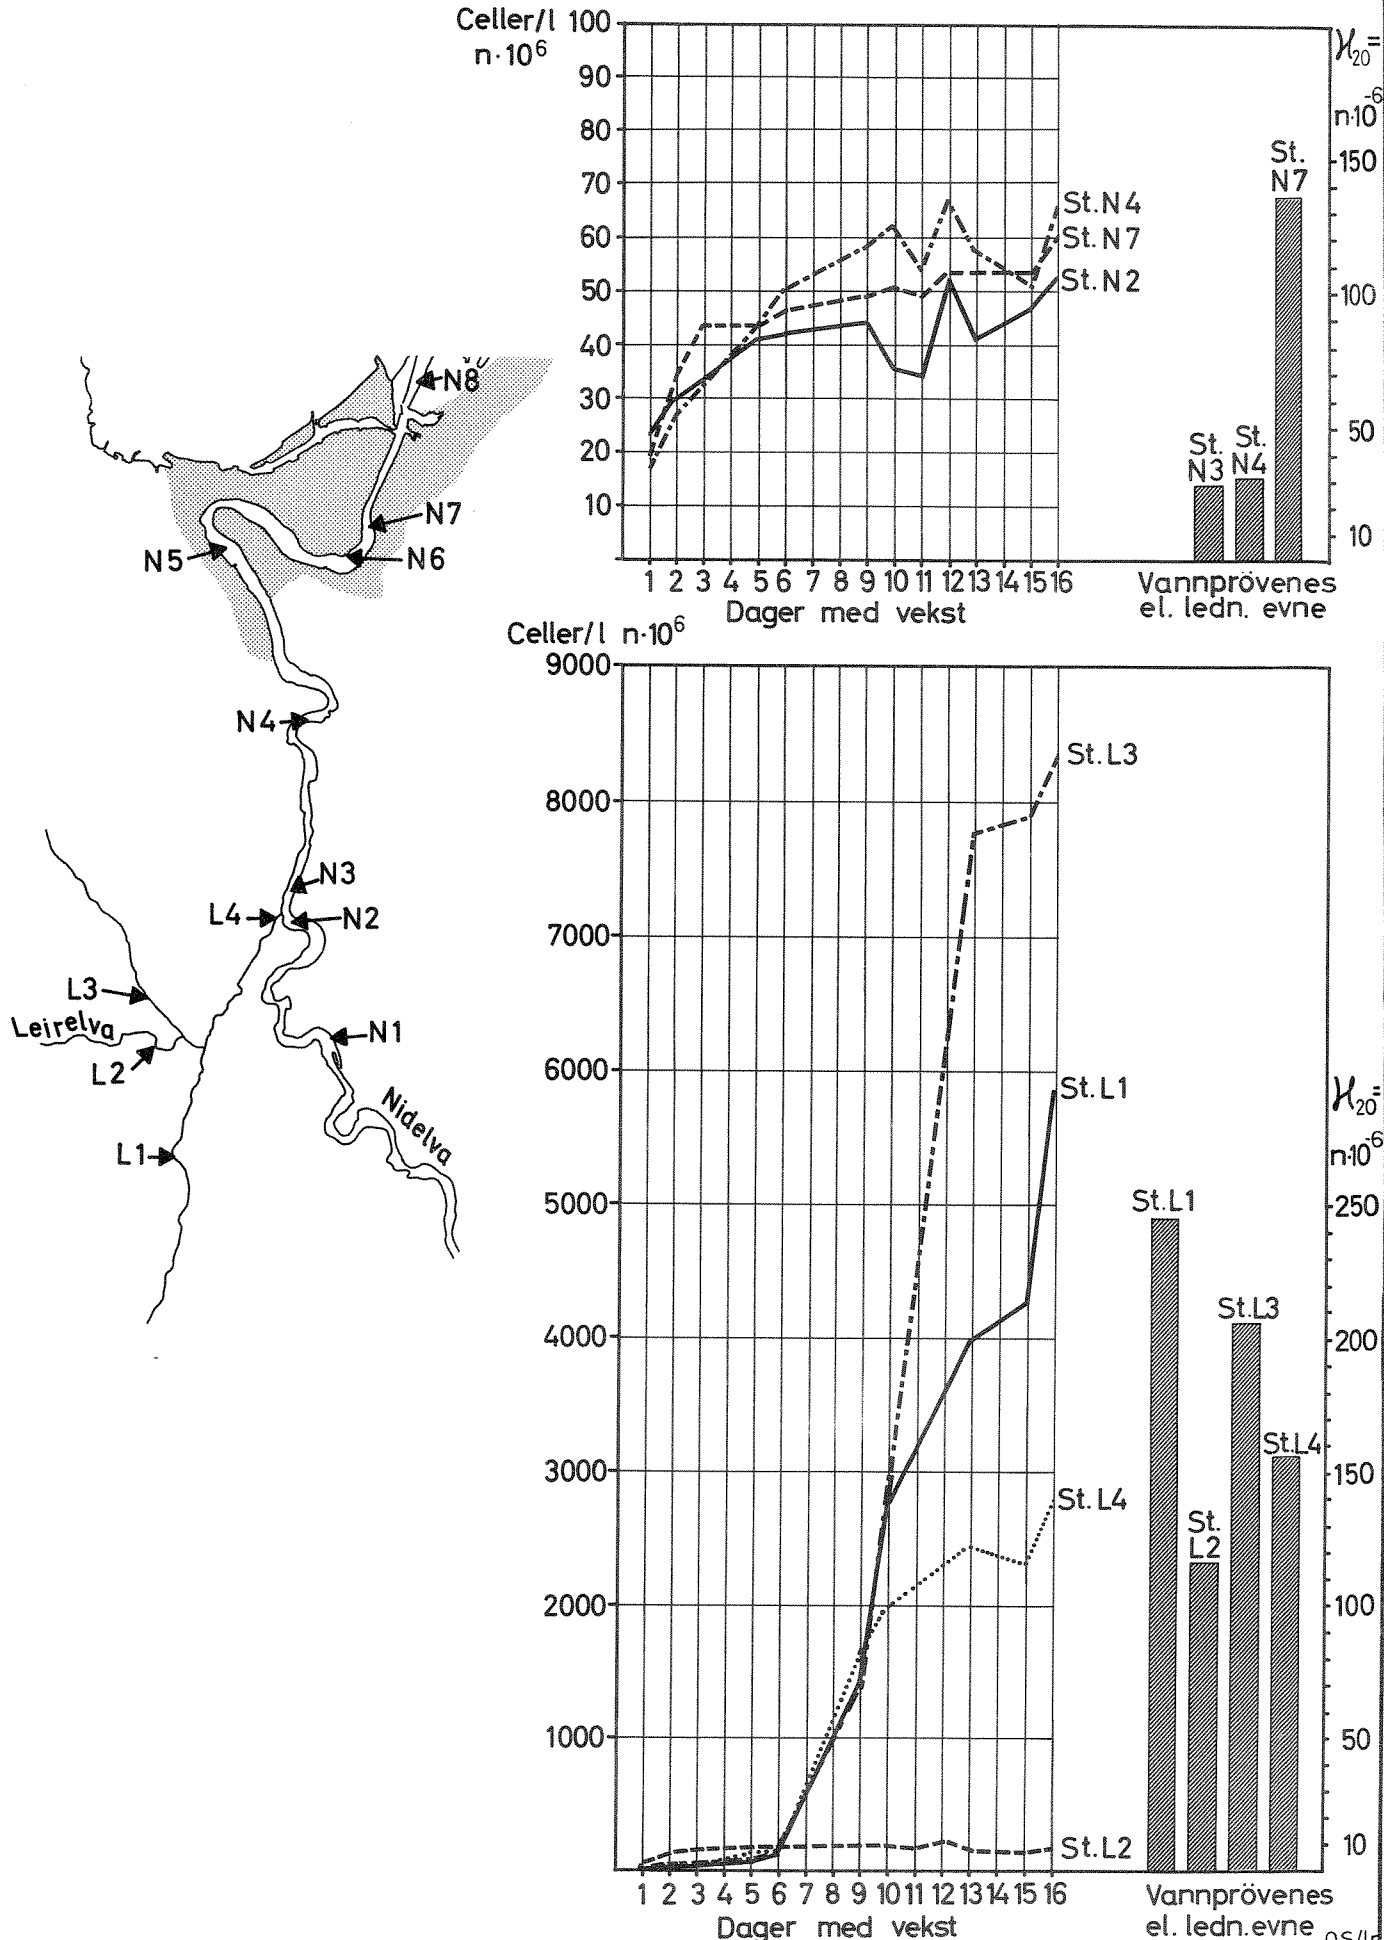 Celler/l 100
n·10⁶
90
80
70
60
50
40
30
20
10
1 2 3 4 5 6 7 8 9 10 11 12 13 14 15 16
Dager med vekst
St.N4
St.N7
St.N2
St. N3
St. N4
St. N7
ϰ₂₀=
n·10⁻⁶
150
100
50
10
Vannprövenes
el. ledn. evne
N8
N7
N5
N6
N4
N3
L4
N2
L3
Leirelva
L2
N1
Nidelva
L1
Celler/l n·10⁶
9000
8000
7000
6000
5000
4000
3000
2000
1000
1 2 3 4 5 6 7 8 9 10 11 12 13 14 15 16
Dager med vekst
St.L3
St.L1
St.L4
St.L2
St.L1
St. L2
St.L3
St.L4
ϰ₂₀=
n·10⁻⁶
250
200
150
100
50
10
Vannprövenes
el. ledn. evne